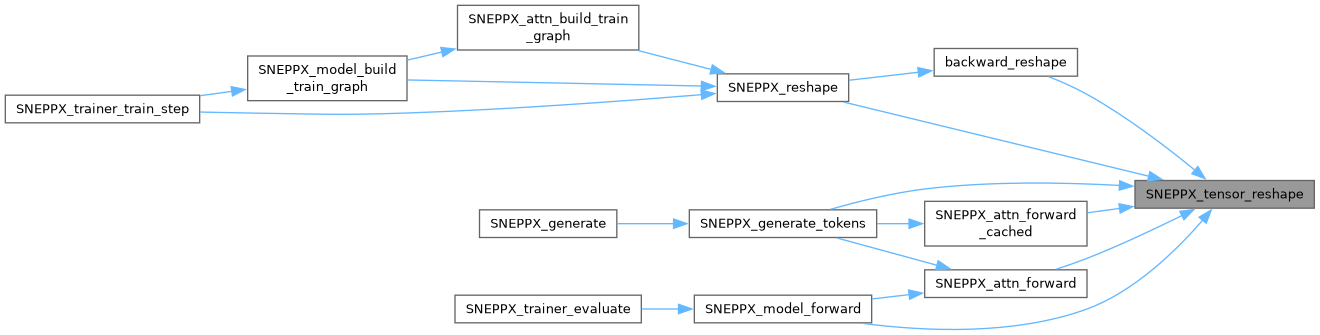 SNEPPX_attn_build_train
_graph
SNEPPX_model_build
_train_graph
SNEPPX_trainer_train_step
SNEPPX_reshape
backward_reshape
SNEPPX_tensor_reshape
SNEPPX_generate
SNEPPX_generate_tokens
SNEPPX_attn_forward
_cached
SNEPPX_attn_forward
SNEPPX_trainer_evaluate
SNEPPX_model_forward